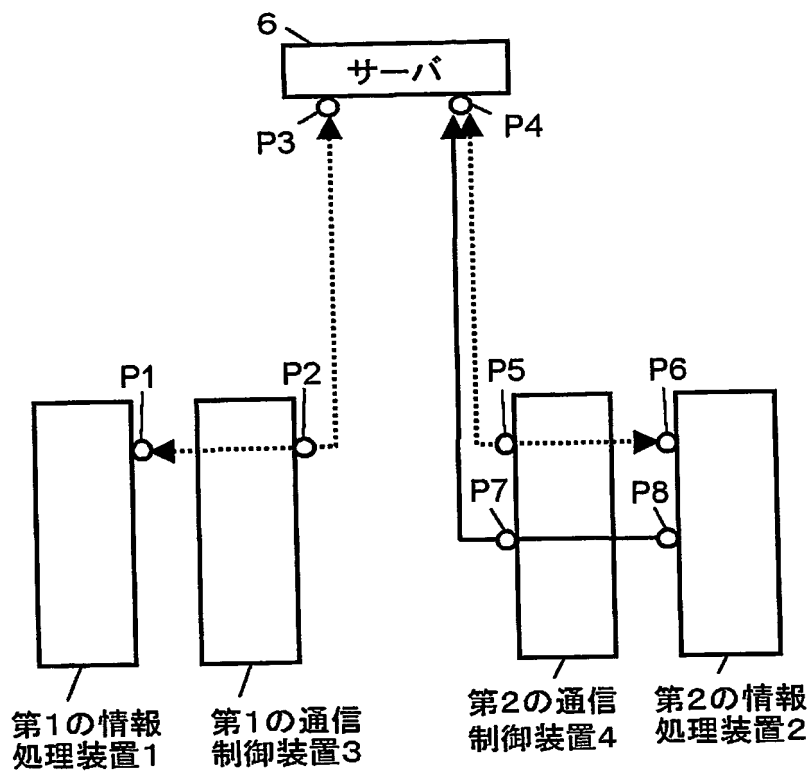 6
サーバ
P3
P4
P1
P2
P5
P6
P7
P8
第1の情報
処理装置1
第1の通信
制御装置3
第2の通信
制御装置4
第2の情報
処理装置2